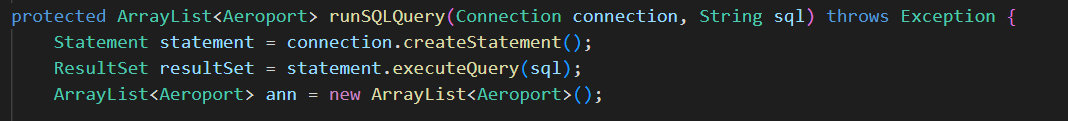 protected ArrayList<Aeroport> runSQLQuery(Connection connection, String sql) throws Exception {
    Statement statement = connection.createStatement();
    ResultSet resultSet = statement.executeQuery(sql);
    ArrayList<Aeroport> ann = new ArrayList<Aeroport>();